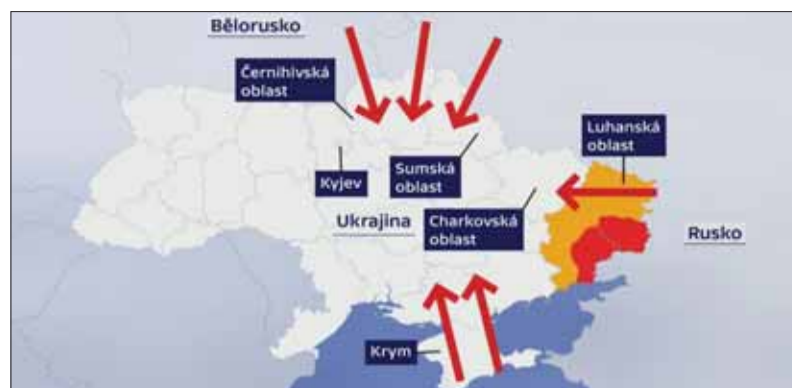 Bělorusko
Černihivská
oblast
Luhanská
oblast
Kyjev
Sumská
oblast
Ukrajina
Charkovská
oblast
Rusko
Krym